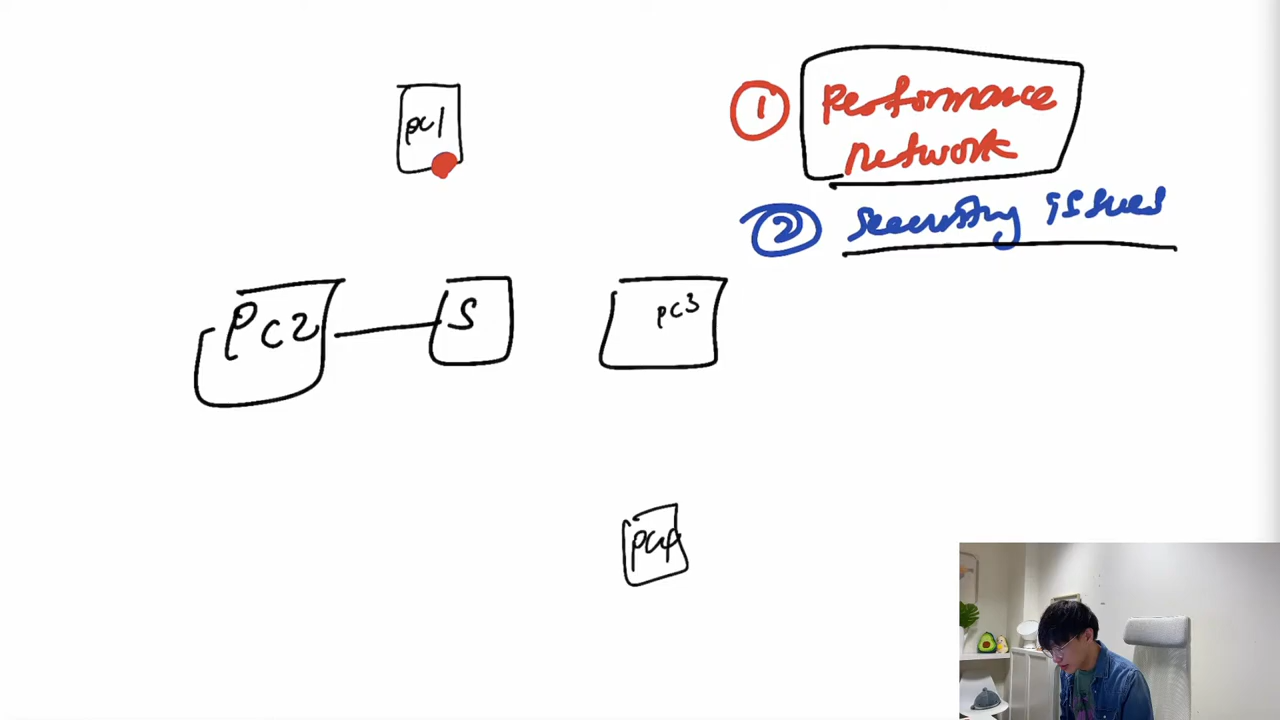 pc1
① Performance
network
② security issues
PC2
S
pc3
pc4